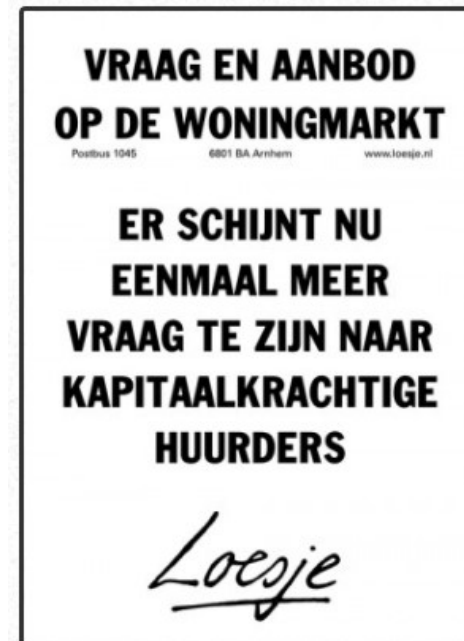 VRAAG EN AANBOD
OP DE WONINGMARKT
Postbus 1045 6801 BA Arnhem www.loesje.nl
ER SCHIJNT NU
EENMAAL MEER
VRAAG TE ZIJN NAAR
KAPITAALKRACHTIGE
HUURDERS
Loesje